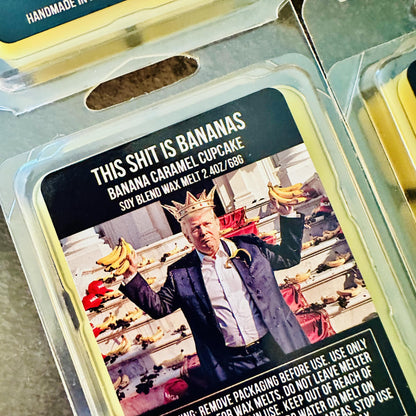 HANDMADE IN
THIS SHIT IS BANANAS
BANANA CARAMEL CUPCAKE
SOY BLEND WAX MELT 2.4OZ/68G
REMOVE PACKAGING BEFORE USE. USE ONLY
WAX MELTS. DO NOT LEAVE MELTER
USE. KEEP OUT OF REACH OF
OR MELT ON
STOP USE